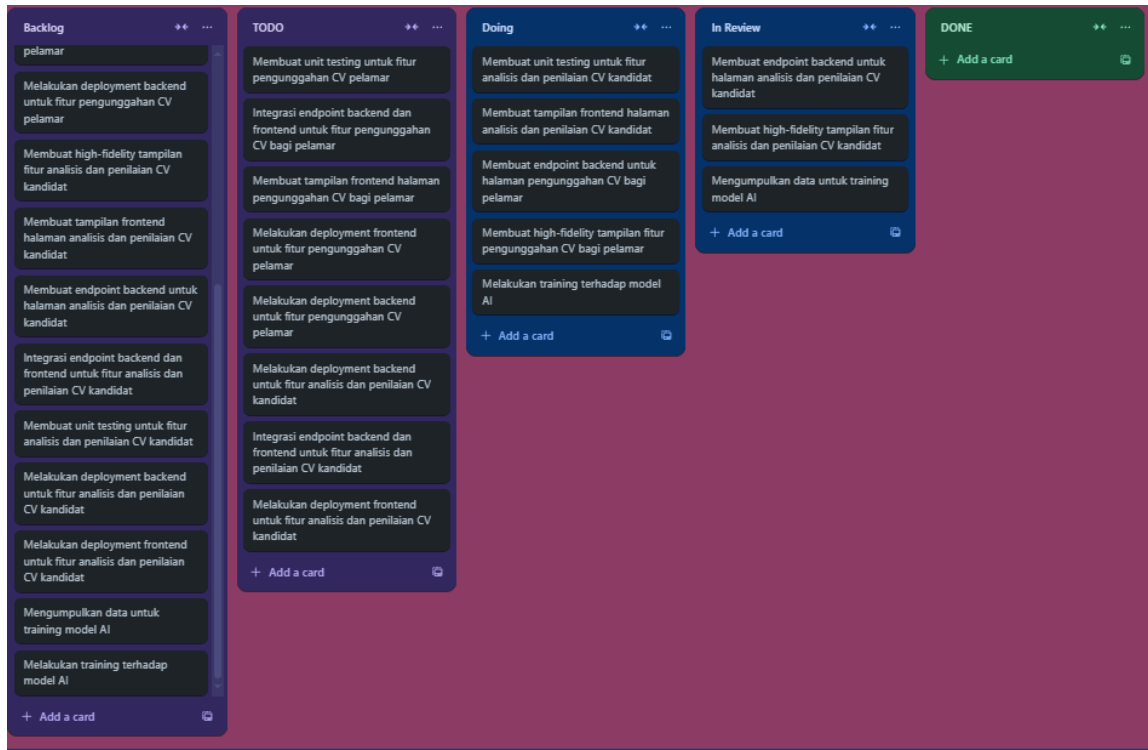 Backlog
pelamar
Melakukan deployment backend
untuk fitur pengunggahan CV
pelamar
Membuat high-fidelity tampilan
fitur analisis dan penilaian CV
kandidat
Membuat tampilan frontend
halaman analisis dan penilaian CV
kandidat
Membuat endpoint backend untuk
halaman analisis dan penilaian CV
kandidat
Integrasi endpoint backend dan
frontend untuk fitur analisis dan
penilaian CV kandidat
Membuat unit testing untuk fitur
analisis dan penilaian CV kandidat
Melakukan deployment backend
untuk fitur analisis dan penilaian
CV kandidat
Melakukan deployment frontend
untuk fitur analisis dan penilaian
CV kandidat
Mengumpulkan data untuk
training model AI
Melakukan training terhadap
model AI
+ Add a card
TODO
Membuat unit testing untuk fitur
pengunggahan CV pelamar
Integrasi endpoint backend dan
frontend untuk fitur pengunggahan
CV bagi pelamar
Membuat tampilan frontend halaman
pengunggahan CV bagi pelamar
Melakukan deployment frontend
untuk fitur pengunggahan CV
pelamar
Melakukan deployment backend
untuk fitur pengunggahan CV
pelamar
Melakukan deployment backend
untuk fitur analisis dan penilaian CV
kandidat
Integrasi endpoint backend dan
frontend untuk fitur analisis dan
penilaian CV kandidat
Melakukan deployment frontend
untuk fitur analisis dan penilaian CV
kandidat
+ Add a card
Doing
Membuat unit testing untuk fitur
analisis dan penilaian CV kandidat
Membuat tampilan frontend halaman
analisis dan penilaian CV kandidat
Membuat endpoint backend untuk
halaman pengunggahan CV bagi
pelamar
Membuat high-fidelity tampilan fitur
pengunggahan CV bagi pelamar
Melakukan training terhadap model
AI
+ Add a card
In Review
Membuat endpoint backend untuk
halaman analisis dan penilaian CV
kandidat
Membuat high-fidelity tampilan fitur
analisis dan penilaian CV kandidat
Mengumpulkan data untuk training
model AI
+ Add a card
DONE
+ Add a card